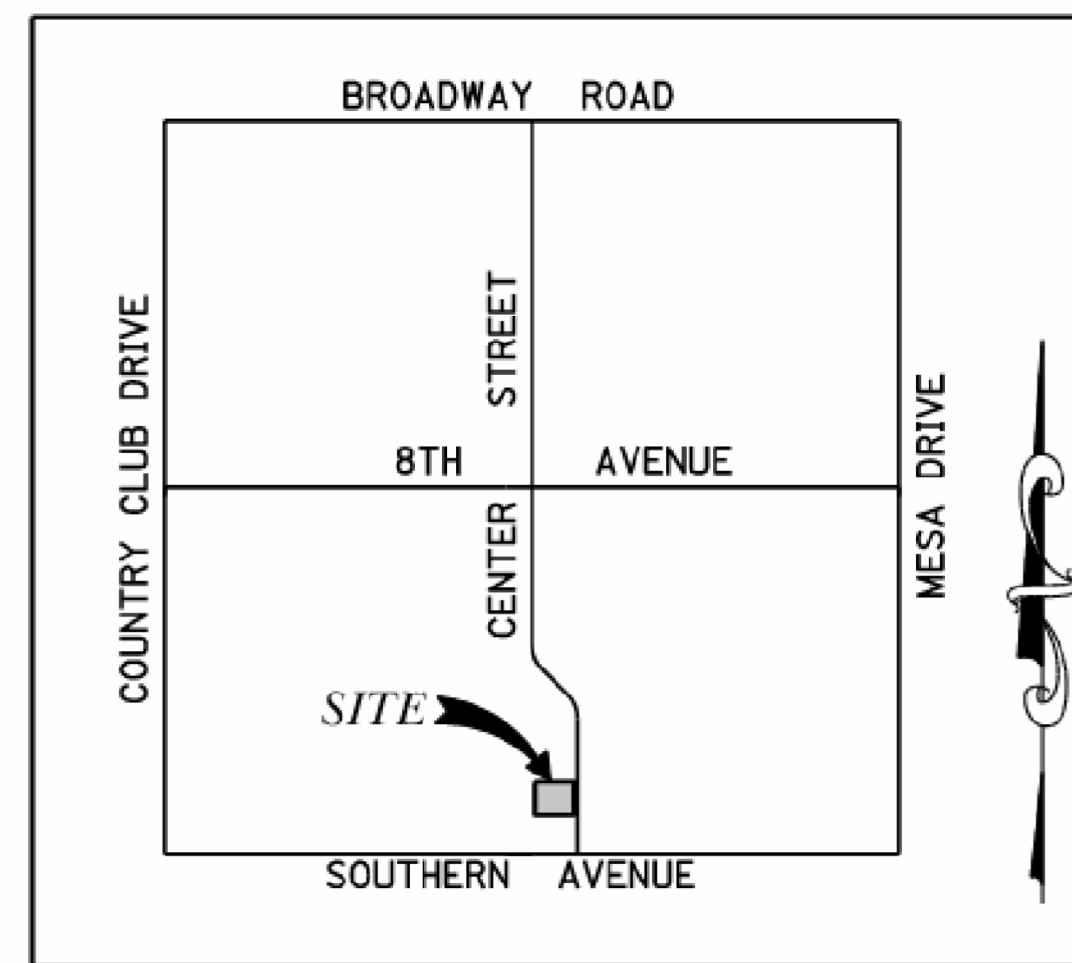 BROADWAY ROAD
COUNTRY CLUB DRIVE
CENTER STREET
MESA DRIVE
8TH AVENUE
SITE
SOUTHERN AVENUE